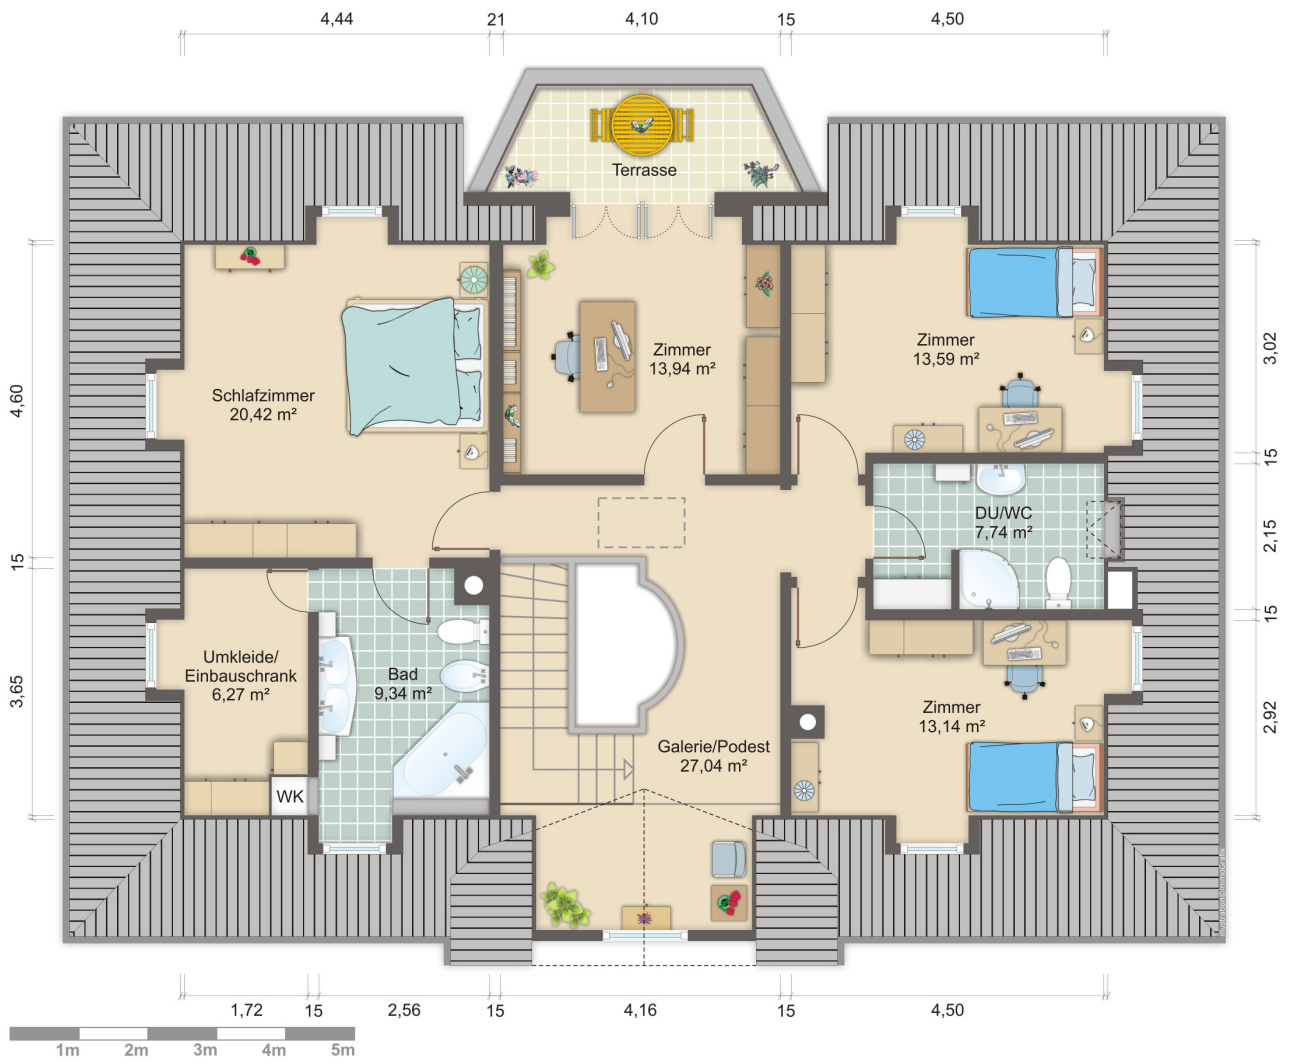 4,44
21
4,10
15
4,50
Terrasse
4,60
15
3,65
3,02
15
2,15
15
2,92
Schlafzimmer
20,42 m²
Zimmer
13,94 m²
Zimmer
13,59 m²
DU/WC
7,74 m²
Umkleide/
Einbauschrank
6,27 m²
Bad
9,34 m²
Galerie/Podest
27,04 m²
Zimmer
13,14 m²
WK
1,72
15
2,56
15
4,16
15
4,50
1m
2m
3m
4m
5m